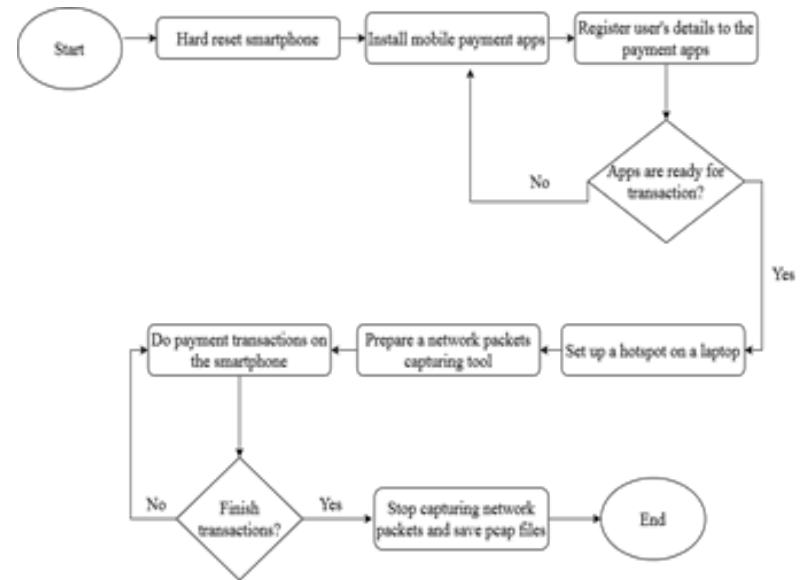 Start
Hard reset smartphone
Install mobile payment apps
Register user's details to the
payment apps
Apps are ready for
transaction?
No
Yes
Set up a hotspot on a laptop
Prepare a network packets
capturing tool
Do payment transactions on
the smartphone
Finish
transactions?
No
Yes
Stop capturing network
packets and save pcap files
End